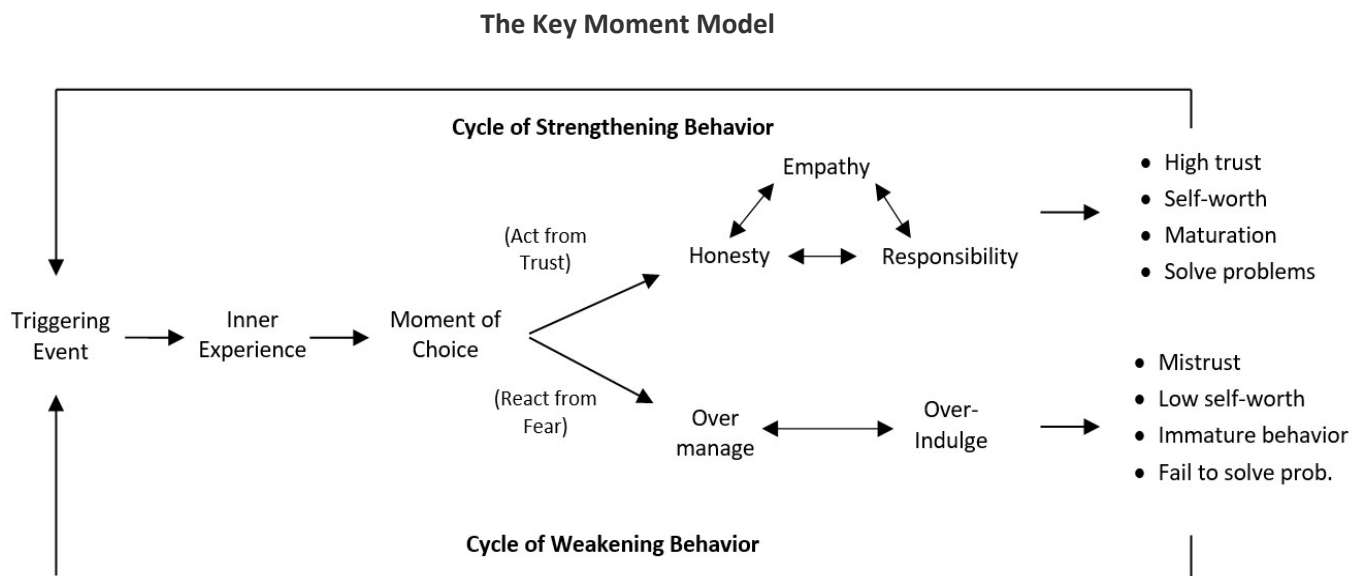 The Key Moment Model
Cycle of Strengthening Behavior
Empathy
(Act from
Trust)
Honesty
Responsibility
• High trust
• Self-worth
• Maturation
• Solve problems
Triggering
Event
Inner
Experience
Moment of
Choice
(React from
Fear)
Over
manage
Over-
Indulge
• Mistrust
• Low self-worth
• Immature behavior
• Fail to solve prob.
Cycle of Weakening Behavior